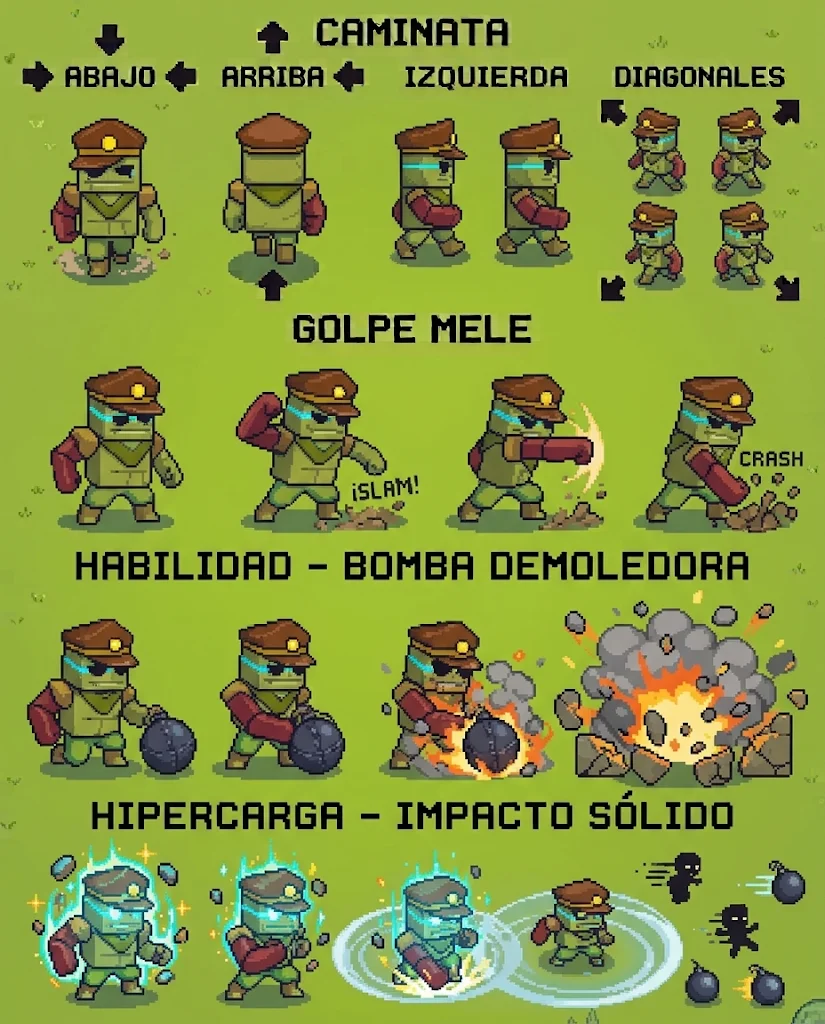 CAMINATA
ABAJO ARRIBA IZQUIERDA DIAGONALES
GOLPE MELE
¡SLAM!
CRASH
HABILIDAD - BOMBA DEMOLEDORA
HIPERCARGA - IMPACTO SÓLIDO